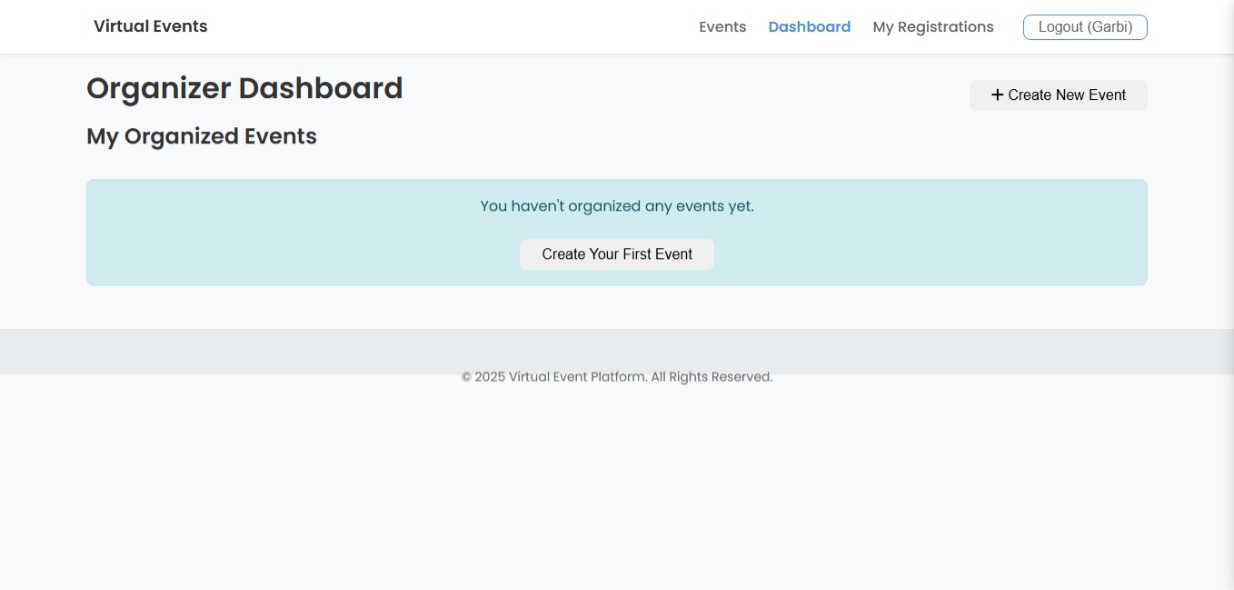 Virtual Events
Events
Dashboard
My Registrations
Logout (Garbi)
Organizer Dashboard
+ Create New Event
My Organized Events
You haven't organized any events yet.
Create Your First Event
© 2025 Virtual Event Platform. All Rights Reserved.